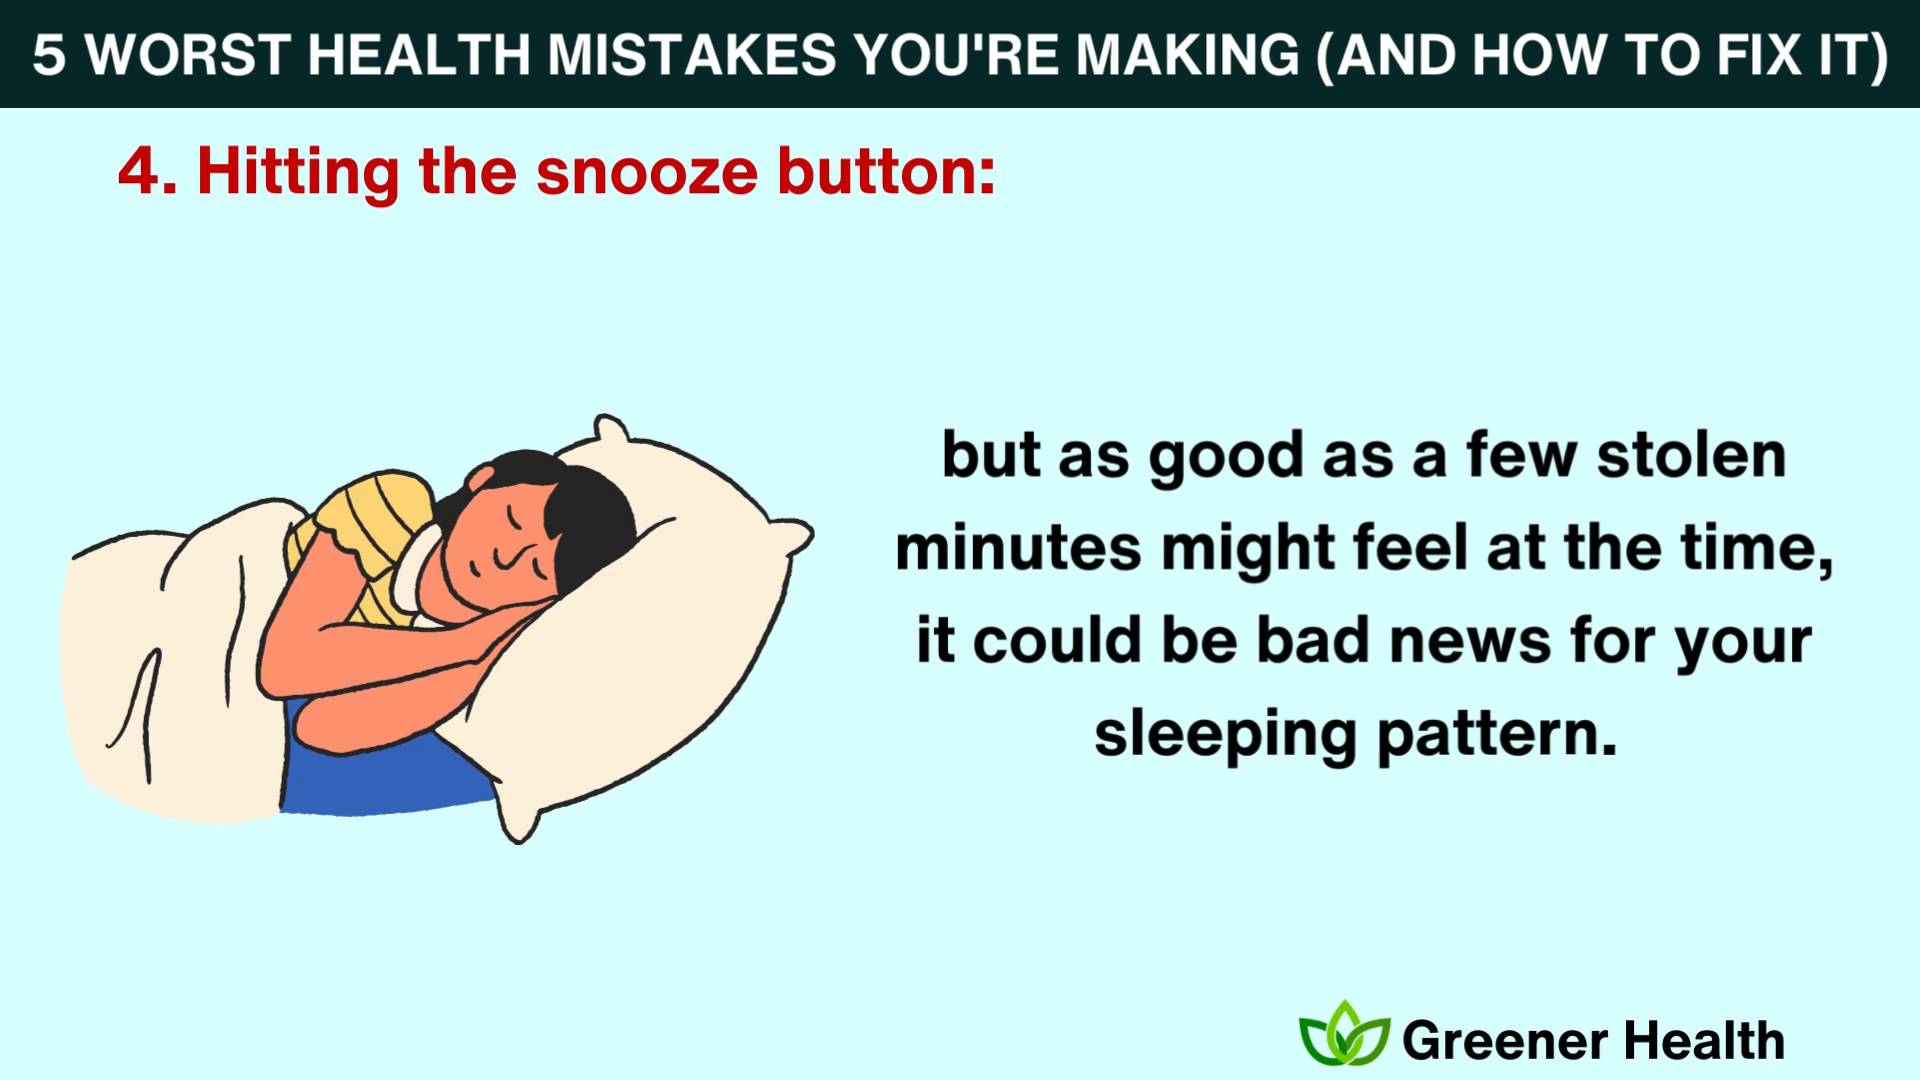 5 WORST HEALTH MISTAKES YOU'RE MAKING (AND HOW TO FIX IT)
4. Hitting the snooze button:
but as good as a few stolen
minutes might feel at the time,
it could be bad news for your
sleeping pattern.
Greener Health